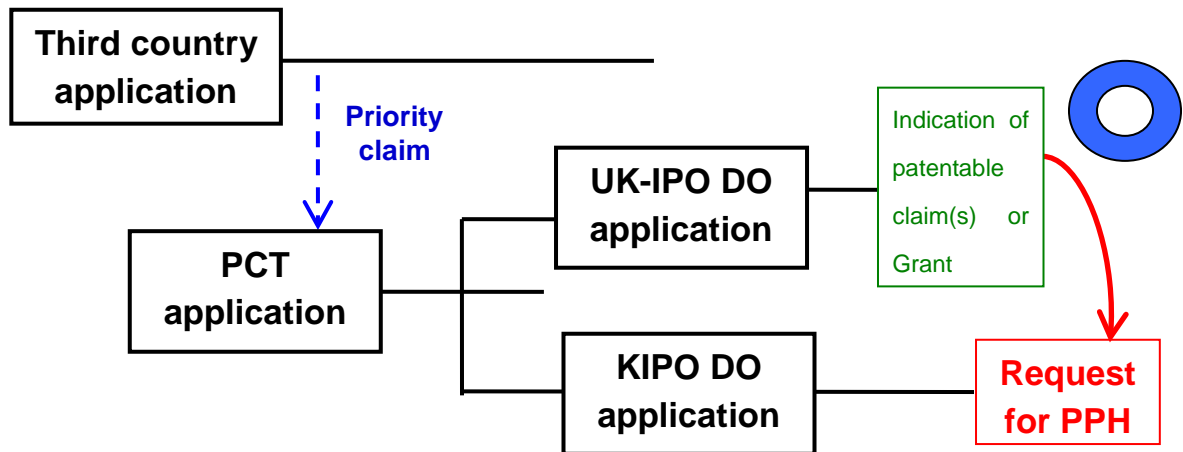 Third country
application
Priority
claim
PCT
application
UK-IPO DO
application
Indication of
patentable
claim(s) or
Grant
KIPO DO
application
Request
for PPH